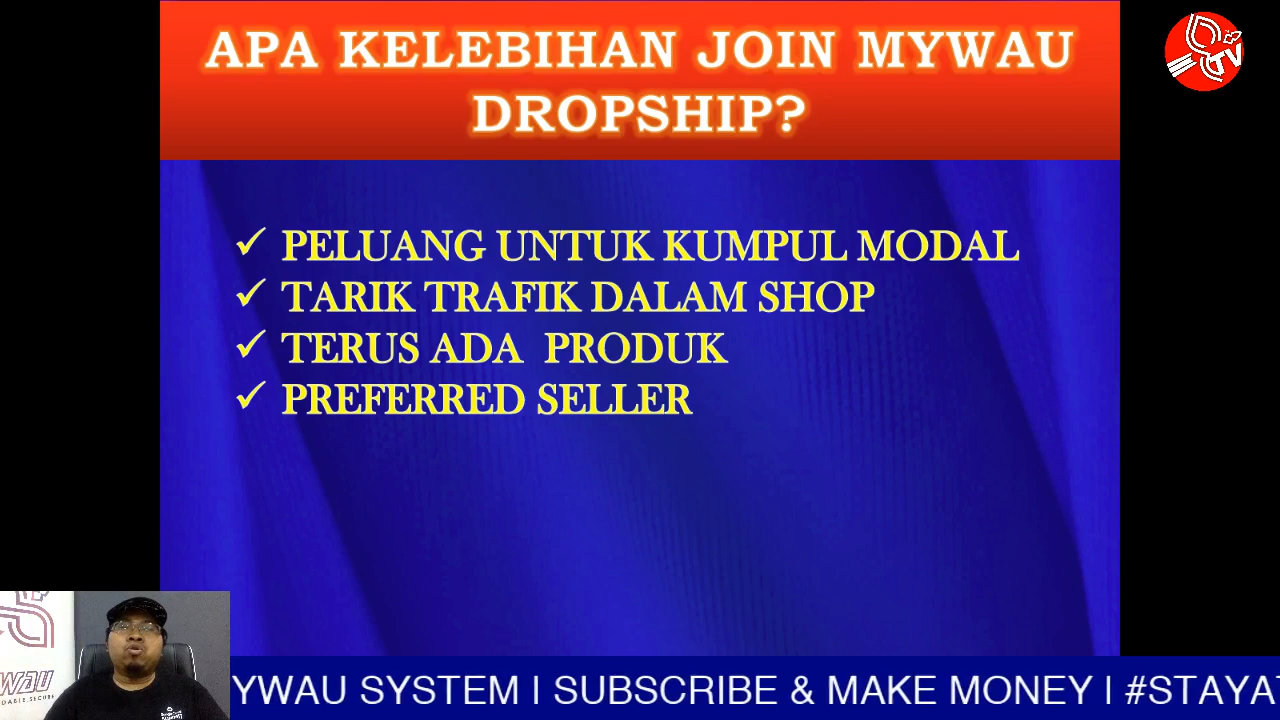 APA KELEBIHAN JOIN MYWAU
DROPSHIP?
TV
✓ PELUANG UNTUK KUMPUL MODAL
✓ TARIK TRAFIK DALAM SHOP
✓ TERUS ADA PRODUK
✓ PREFERRED SELLER
YWAU SYSTEM | SUBSCRIBE & MAKE MONEY | #STAYAT